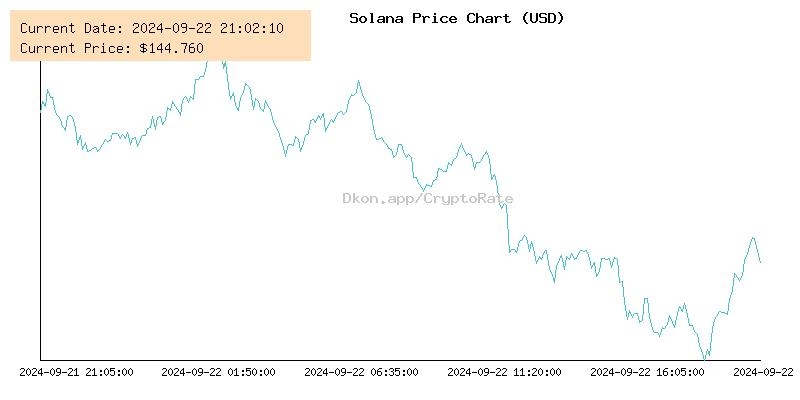 Solana Price Chart (USD)
Current Date: 2024-09-22 21:02:10
Current Price: $144.760
Dkon.app/CryptoRate
2024-09-21 21:05:00 2024-09-22 01:50:00 2024-09-22 06:35:00 2024-09-22 11:20:00 2024-09-22 16:05:00 2024-09-22